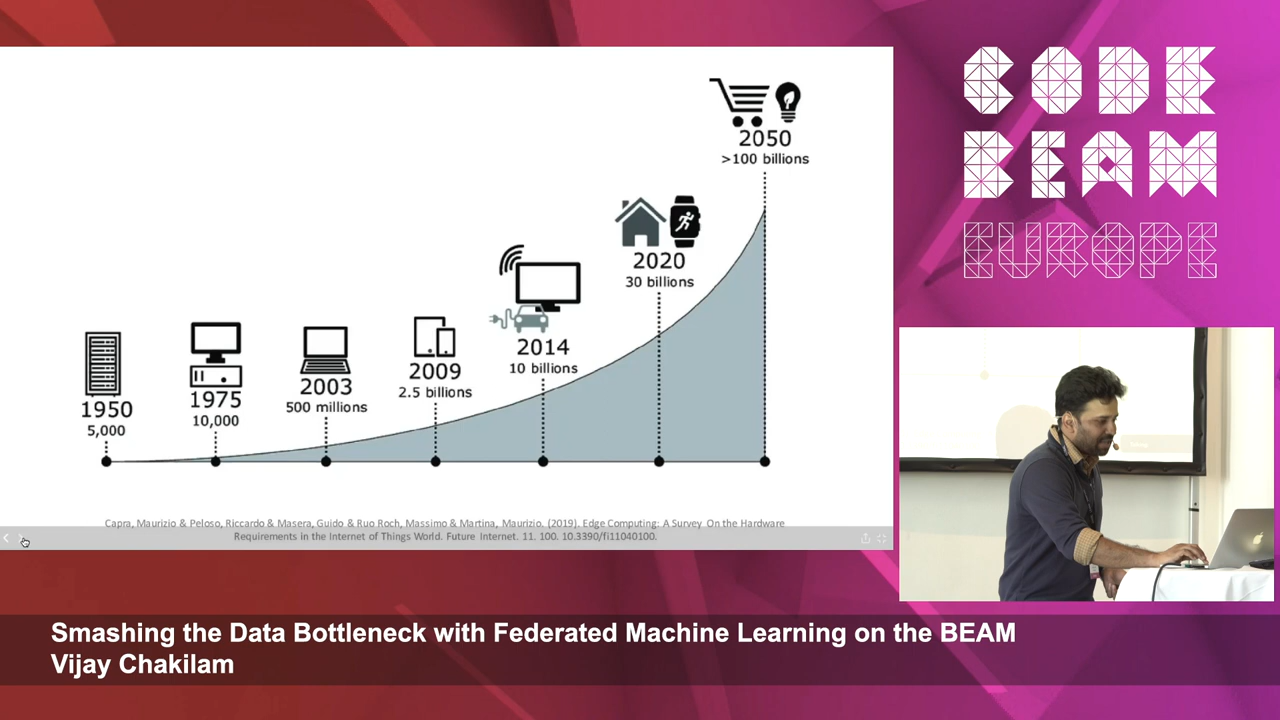 CODE
BEAM
EUROPE
2050
>100 billions
2020
30 billions
2014
10 billions
2009
2.5 billions
2003
500 millions
1975
10,000
1950
5,000
Capra, Maurizio & Peloso, Riccardo & Masera, Guido & Ruo Roch, Massimo & Martina, Maurizio. (2019). Edge Computing: A Survey On the Hardware
Requirements in the Internet of Things World. Future Internet. 11. 100. 10.3390/fi11040100.
Smashing the Data Bottleneck with Federated Machine Learning on the BEAM
Vijay Chakilam